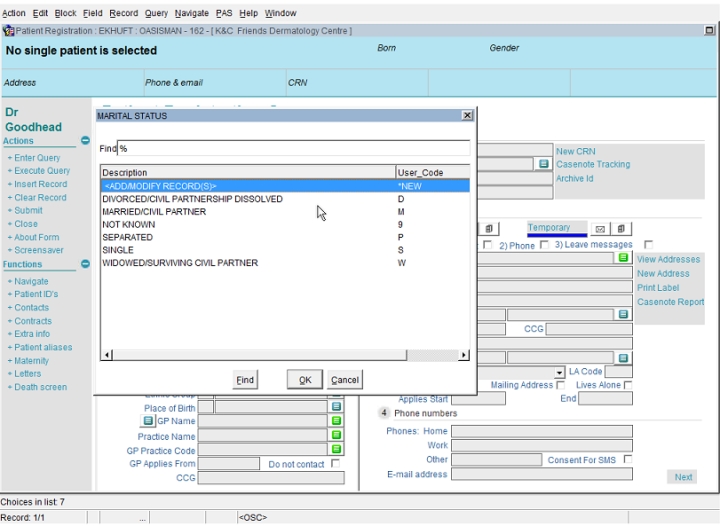 Action Edit Block Field Record Query Navigate PAS Help Window
Patient Registration : EKHUFT : OASISMAN - 162 - [ K&C Friends Dermatology Centre ]
No single patient is selected
Born
Gender
Address
Phone & email
CRN
Dr
Goodhead
Actions
+ Enter Query
+ Execute Query
+ Insert Record
+ Clear Record
+ Submit
+ Close
+ About Form
+ Screensaver
Functions
+ Navigate
+ Patient ID's
+ Contacts
+ Contracts
+ Extra info
+ Patient aliases
+ Maternity
+ Letters
+ Death screen
MARITAL STATUS
Find %
Description User_Code
<ADD/MODIFY RECORD(S)> *NEW
DIVORCED/CIVIL PARTNERSHIP DISSOLVED D
MARRIED/CIVIL PARTNER M
NOT KNOWN 9
SEPARATED P
SINGLE S
WIDOWED/SURVIVING CIVIL PARTNER W
Find OK Cancel
New CRN
Casenote Tracking
Archive Id
Temporary
2) Phone 3) Leave messages
View Addresses
New Address
Print Label
Casenote Report
CCG
LA Code
Mailing Address Lives Alone
Applies Start End
Place of Birth
GP Name
Practice Name
GP Practice Code
GP Applies From Do not contact
CCG
4 Phone numbers
Phones: Home
Work
Other Consent For SMS
E-mail address
Next
Choices in list: 7
Record: 1/1 ... <OSC>